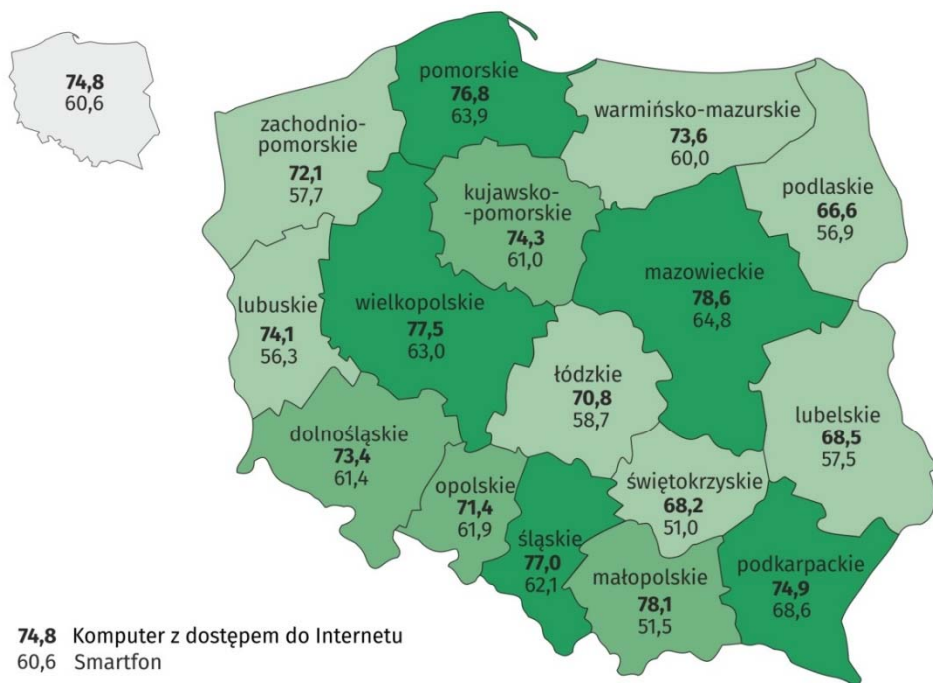 74,8
60,6
pomorskie
76,8
63,9
warmińsko-mazurskie
73,6
60,0
zachodnio-
pomorskie
72,1
57,7
podlaskie
66,6
56,9
kujawsko-
-pomorskie
74,3
61,0
mazowieckie
78,6
64,8
lubuskie
74,1
56,3
wielkopolskie
77,5
63,0
łódzkie
70,8
58,7
lubelskie
68,5
57,5
dolnośląskie
73,4
61,4
opolskie
71,4
61,9
świętokrzyskie
68,2
51,0
śląskie
77,0
62,1
małopolskie
78,1
51,5
podkarpackie
74,9
68,6
74,8 Komputer z dostępem do Internetu
60,6 Smartfon